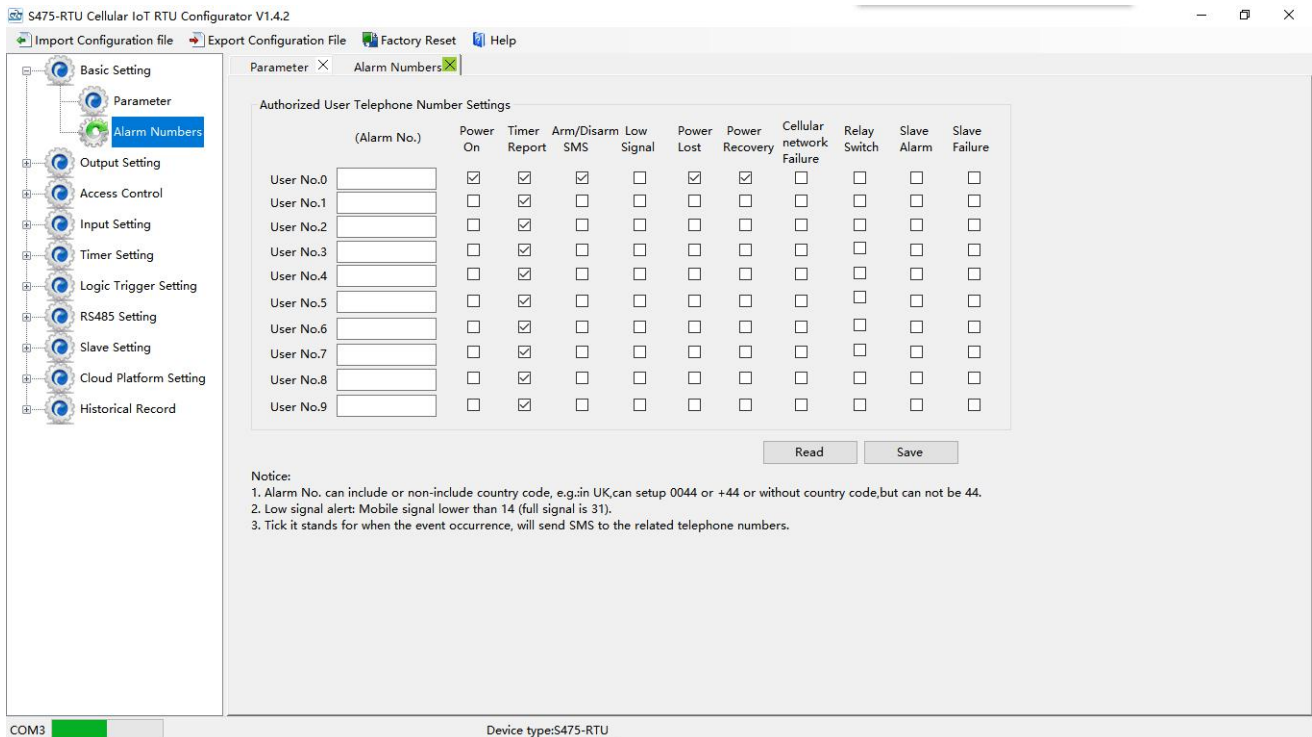 S475-RTU Cellular IoT RTU Configurator V1.4.2
Import Configuration file Export Configuration File Factory Reset Help
Basic Setting
Parameter
Alarm Numbers
Output Setting
Access Control
Input Setting
Timer Setting
Logic Trigger Setting
RS485 Setting
Slave Setting
Cloud Platform Setting
Historical Record
Parameter Alarm Numbers
Authorized User Telephone Number Settings
(Alarm No.) Power On Timer Report Arm/Disarm SMS Low Signal Power Lost Power Recovery Cellular network Failure Relay Switch Slave Alarm Slave Failure
User No.0
User No.1
User No.2
User No.3
User No.4
User No.5
User No.6
User No.7
User No.8
User No.9
Read Save
Notice:
1. Alarm No. can include or non-include country code, e.g.:in UK,can setup 0044 or +44 or without country code,but can not be 44.
2. Low signal alert: Mobile signal lower than 14 (full signal is 31).
3. Tick it stands for when the event occurrence, will send SMS to the related telephone numbers.
COM3 Device type:S475-RTU